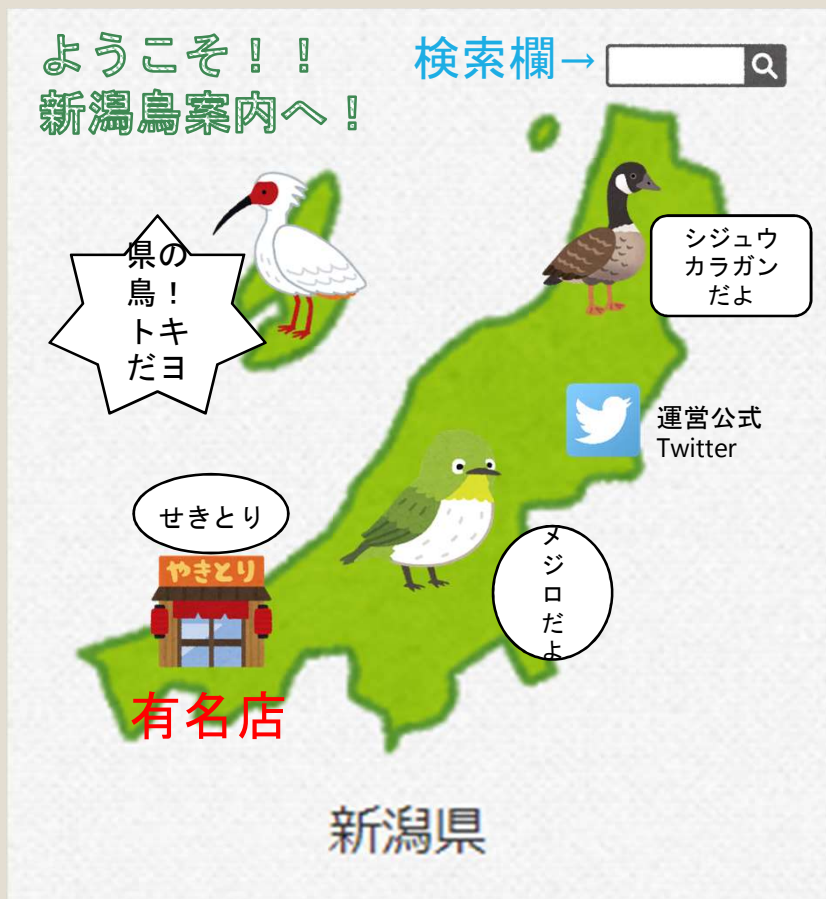 ようこそ！！
新潟鳥案内へ！
検索欄→
県の
鳥！
トキ
だヨ
シジュウ
カラガン
だよ
運営公式
Twitter
せきとり
やきとり
メジロだよ
有名店
新潟県